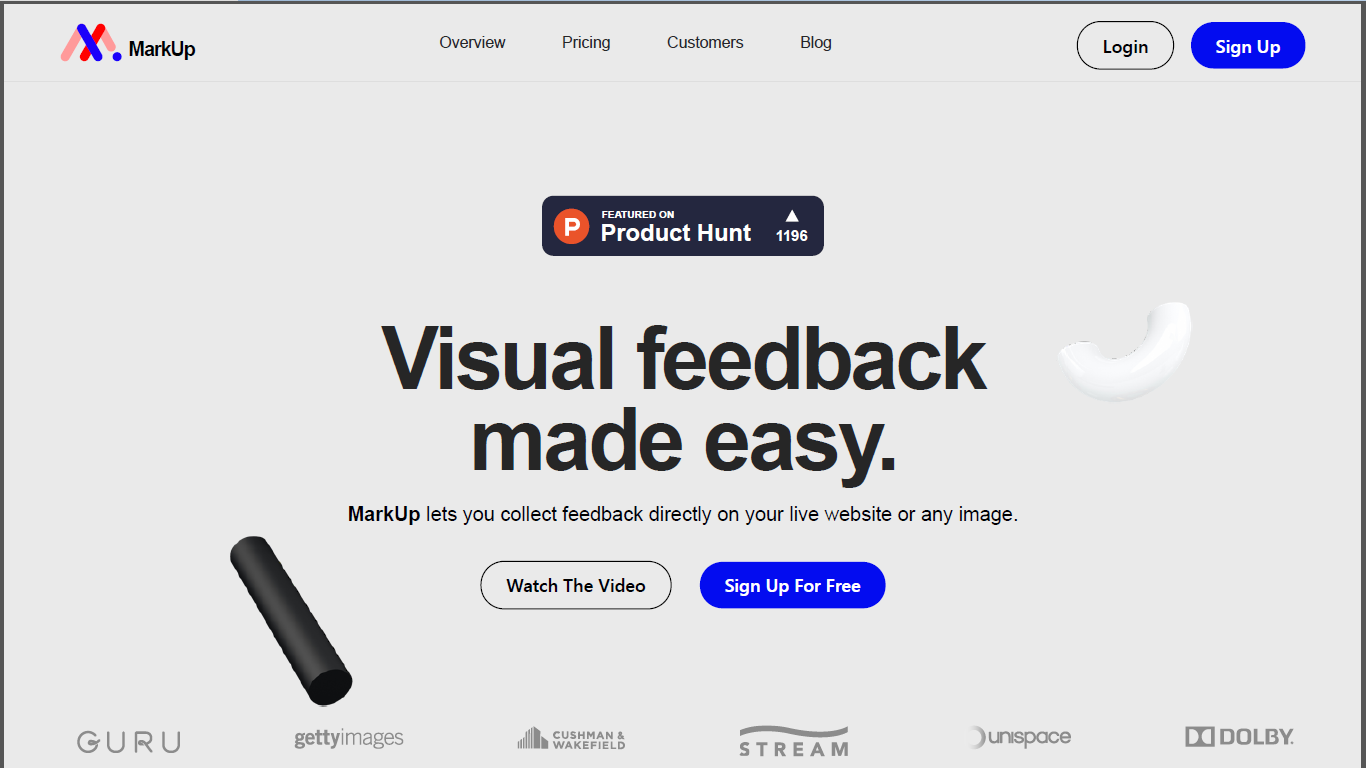 MarkUp
Overview Pricing Customers Blog
Login Sign Up
P
FEATURED ON
Product Hunt
1196
Visual feedback
made easy.
MarkUp lets you collect feedback directly on your live website or any image.
Watch The Video Sign Up For Free
GURU
gettyimages
CUSHMAN &
WAKEFIELD
STREAM
unispace
DOLBY.